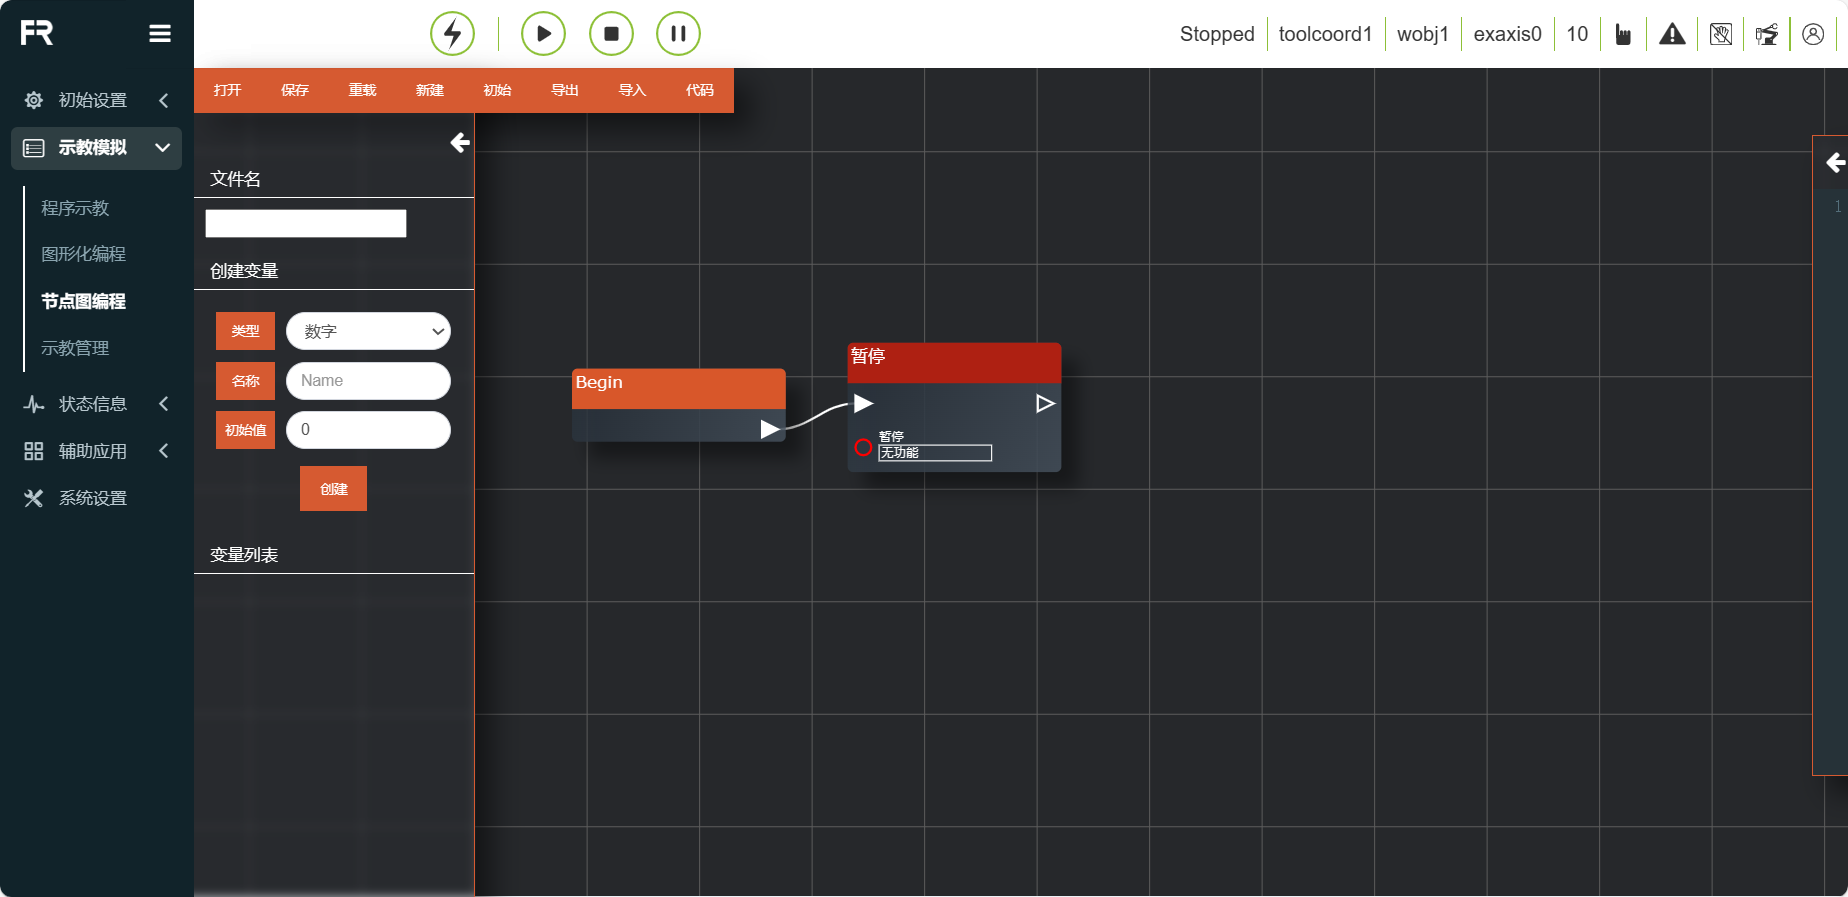 FR
Stopped
toolcoord1
wobj1
exaxis0
10
初始设置
示教模拟
程序示教
图形化编程
节点图编程
示教管理
状态信息
辅助应用
系统设置
打开 保存 重载 新建 初始 导出 导入 代码
文件名
创建变量
类型 数字
名称 Name
初始值 0
创建
变量列表
Begin
暂停
暂停
无功能
1